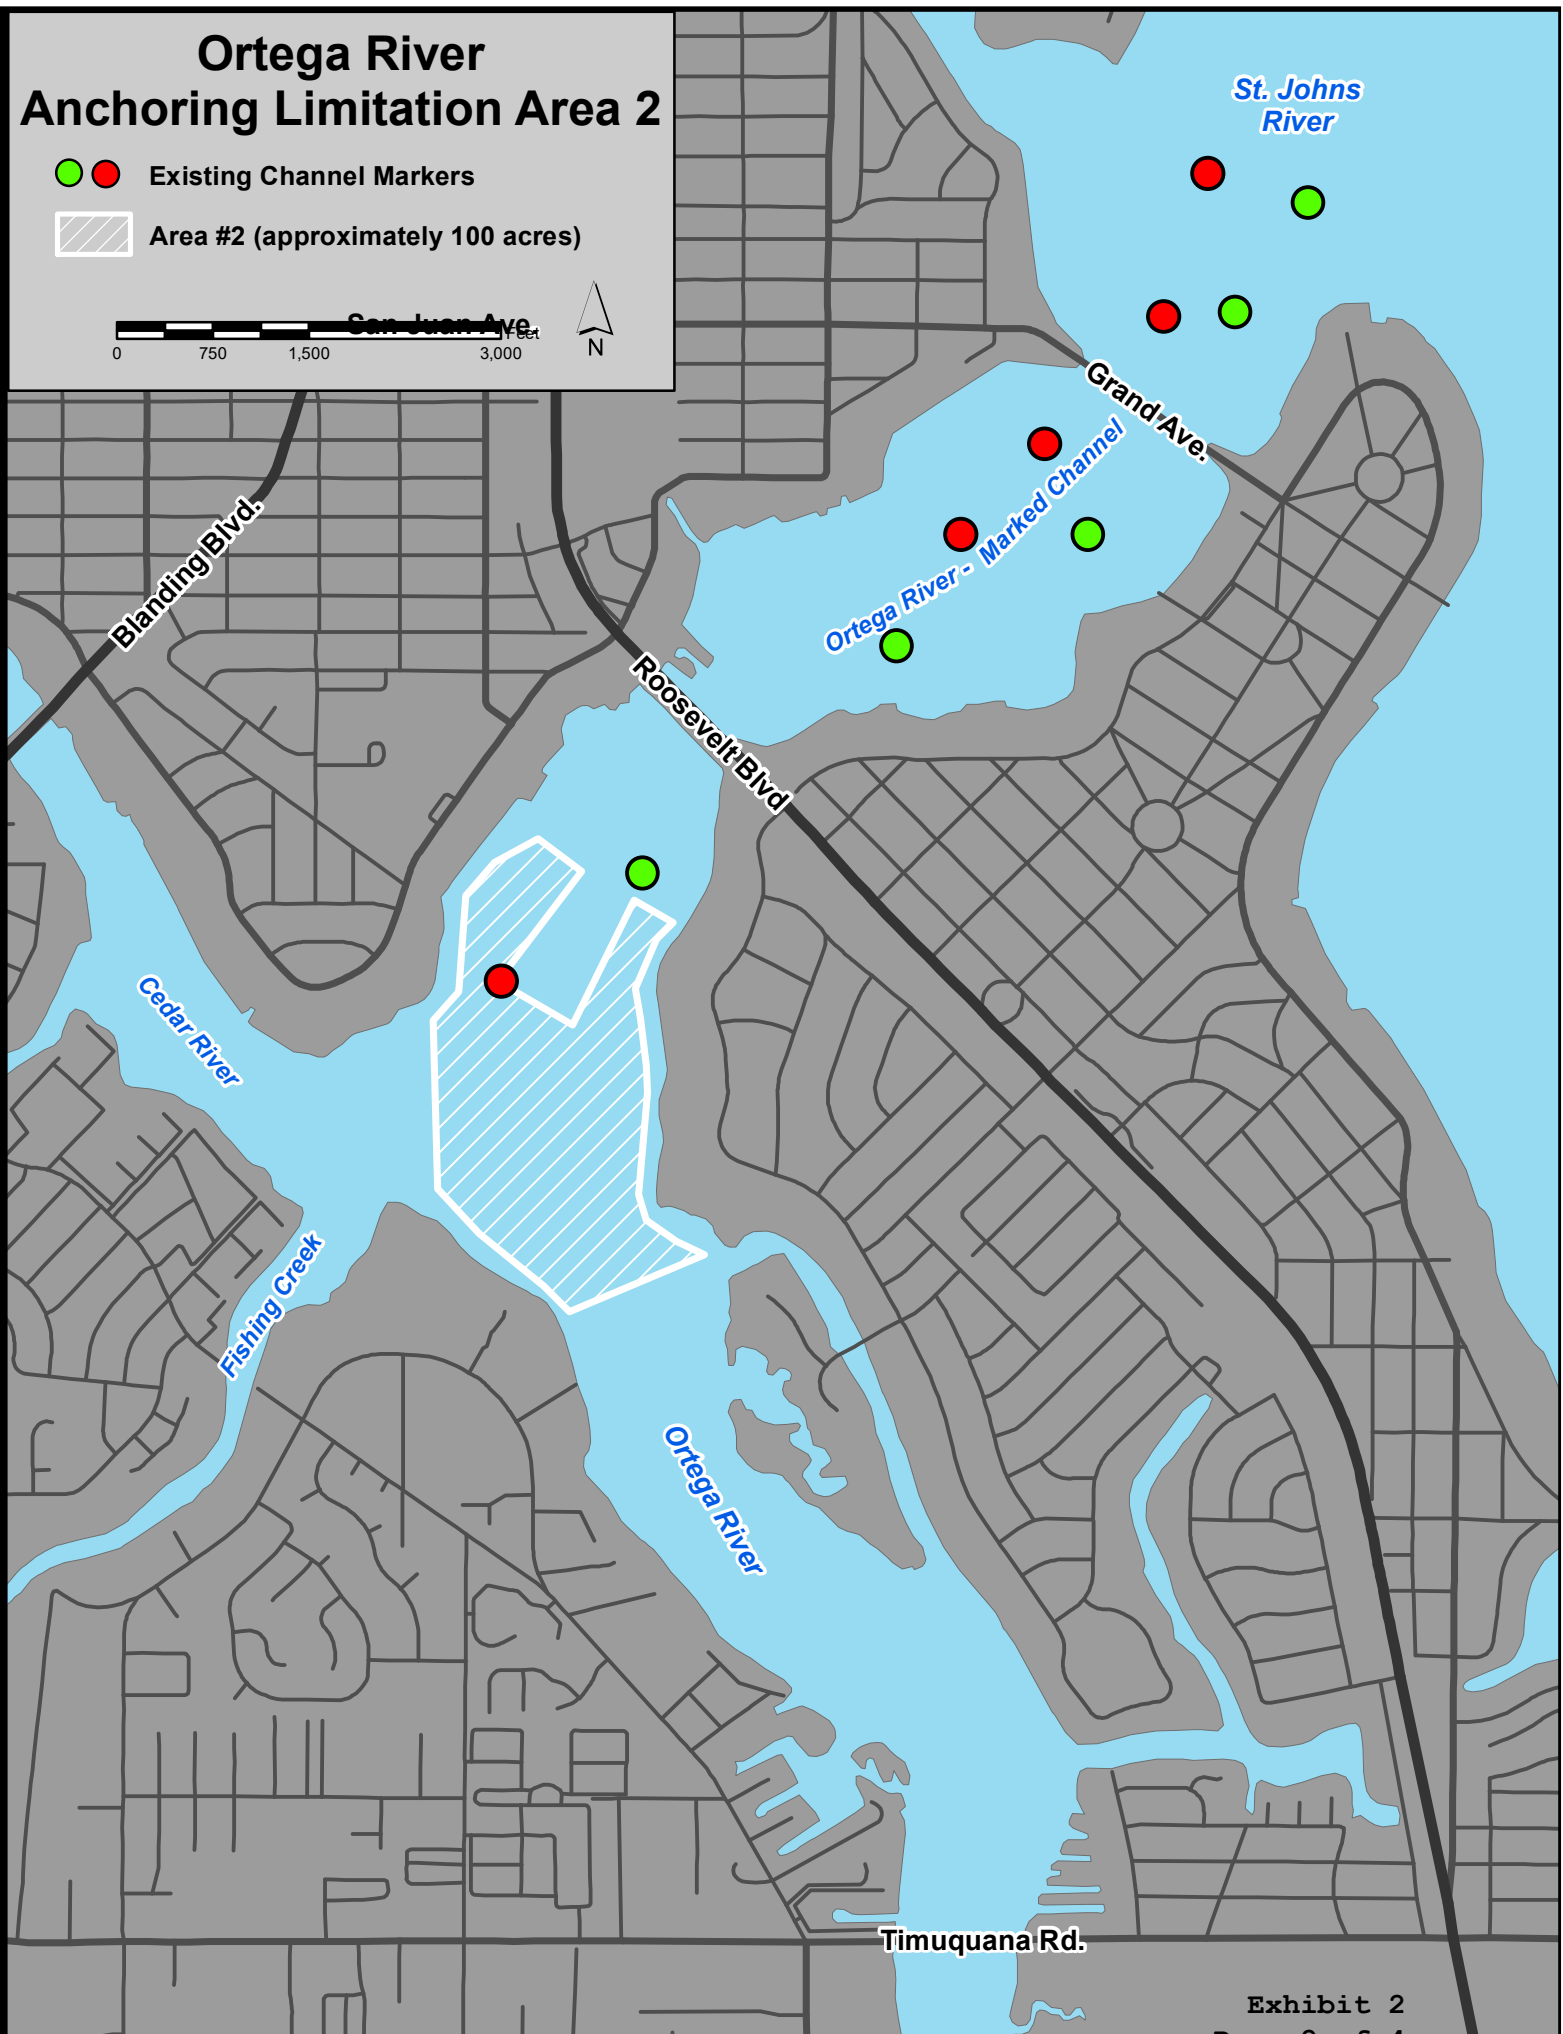 Ortega River
Anchoring Limitation Area 2
Existing Channel Markers
Area #2 (approximately 100 acres)
San Juan Ave.
Feet
0 750 1,500 3,000
N
St. Johns
River
Grand Ave.
Ortega River - Marked Channel
Blanding Blvd.
Roosevelt Blvd
Cedar River
Fishing Creek
Ortega River
Timuquana Rd.
Exhibit 2